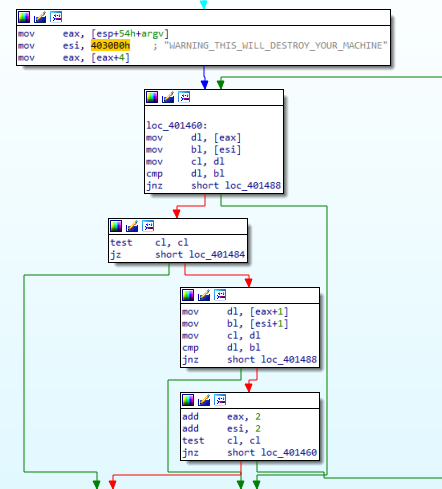 mov     eax, [esp+54h+argv]
mov     esi, 4030B0h    ; "WARNING_THIS_WILL_DESTROY_YOUR_MACHINE"
mov     eax, [eax+4]
loc_401460:
mov     dl, [eax]
mov     bl, [esi]
mov     cl, dl
cmp     dl, bl
jnz     short loc_401488
test    cl, cl
jz      short loc_401484
mov     dl, [eax+1]
mov     bl, [esi+1]
mov     cl, dl
cmp     dl, bl
jnz     short loc_401488
add     eax, 2
add     esi, 2
test    cl, cl
jnz     short loc_401460